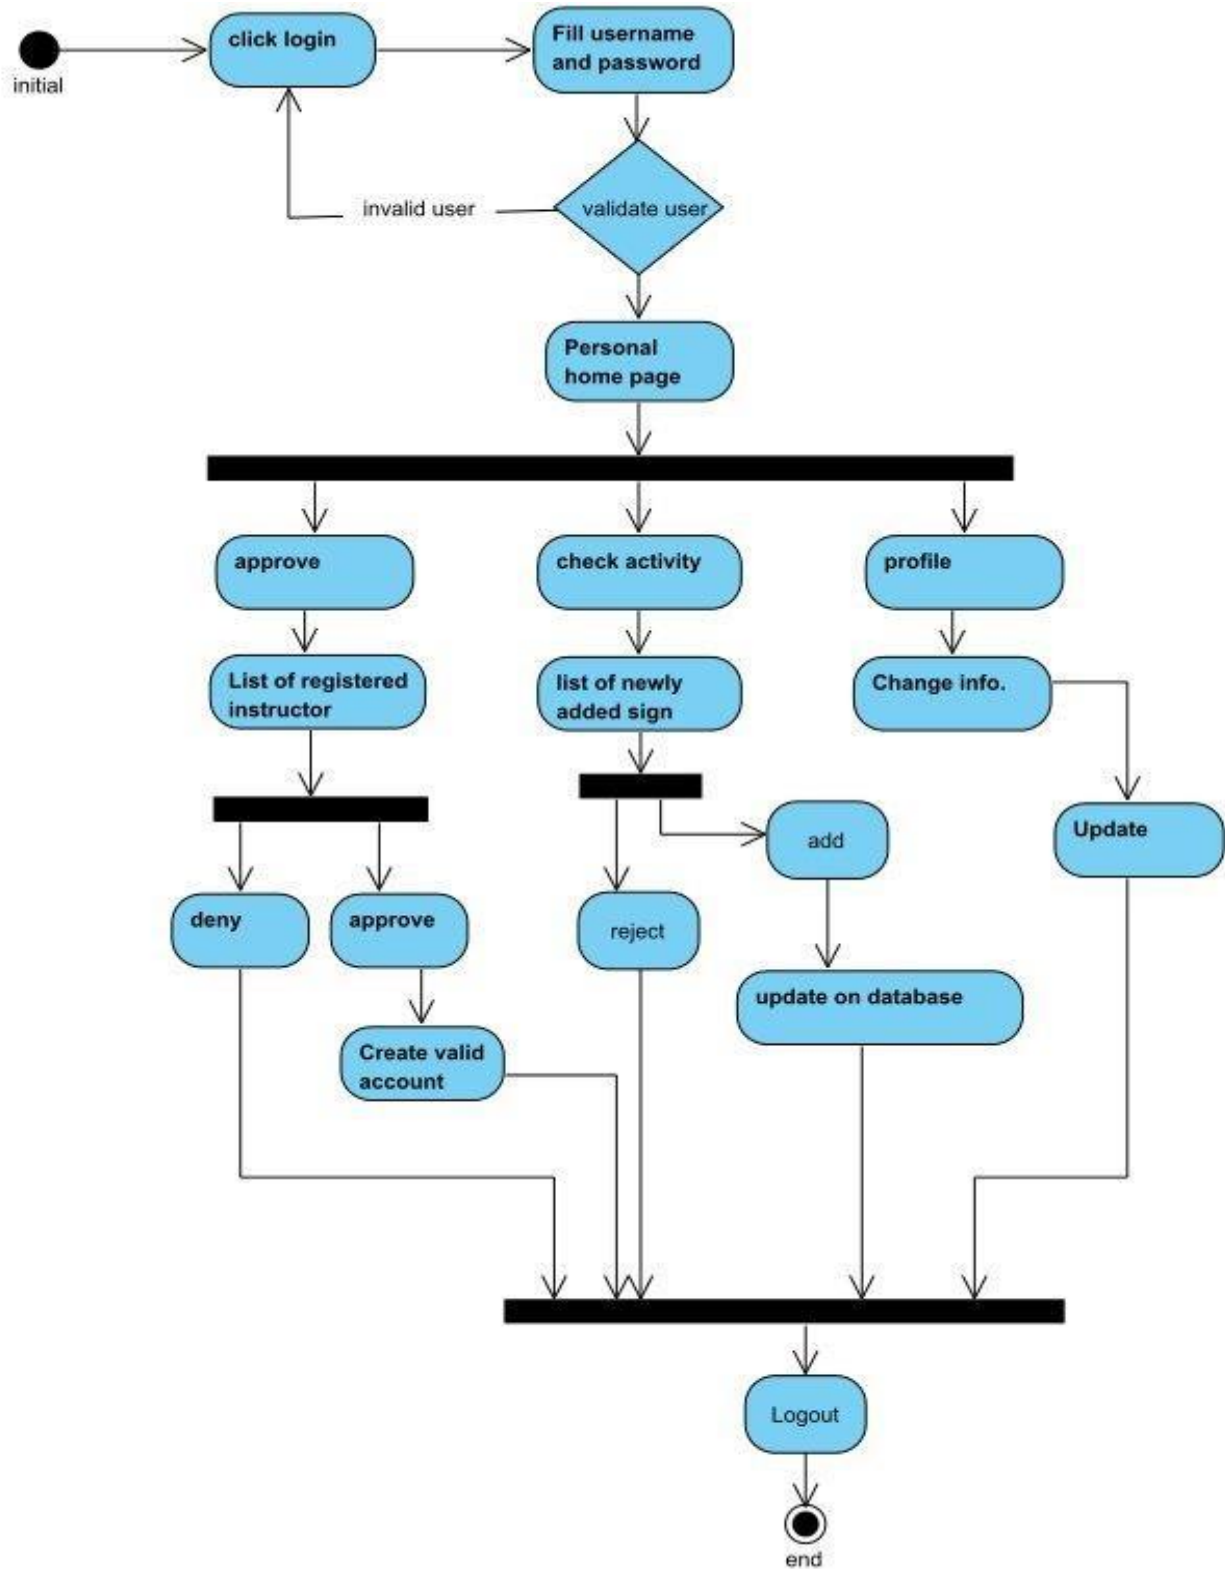 click login
Fill username
and password
initial
invalid user
validate user
Personal
home page
approve
check activity
profile
List of registered
instructor
list of newly
added sign
Change info.
add
Update
deny
approve
reject
update on database
Create valid
account
Logout
end